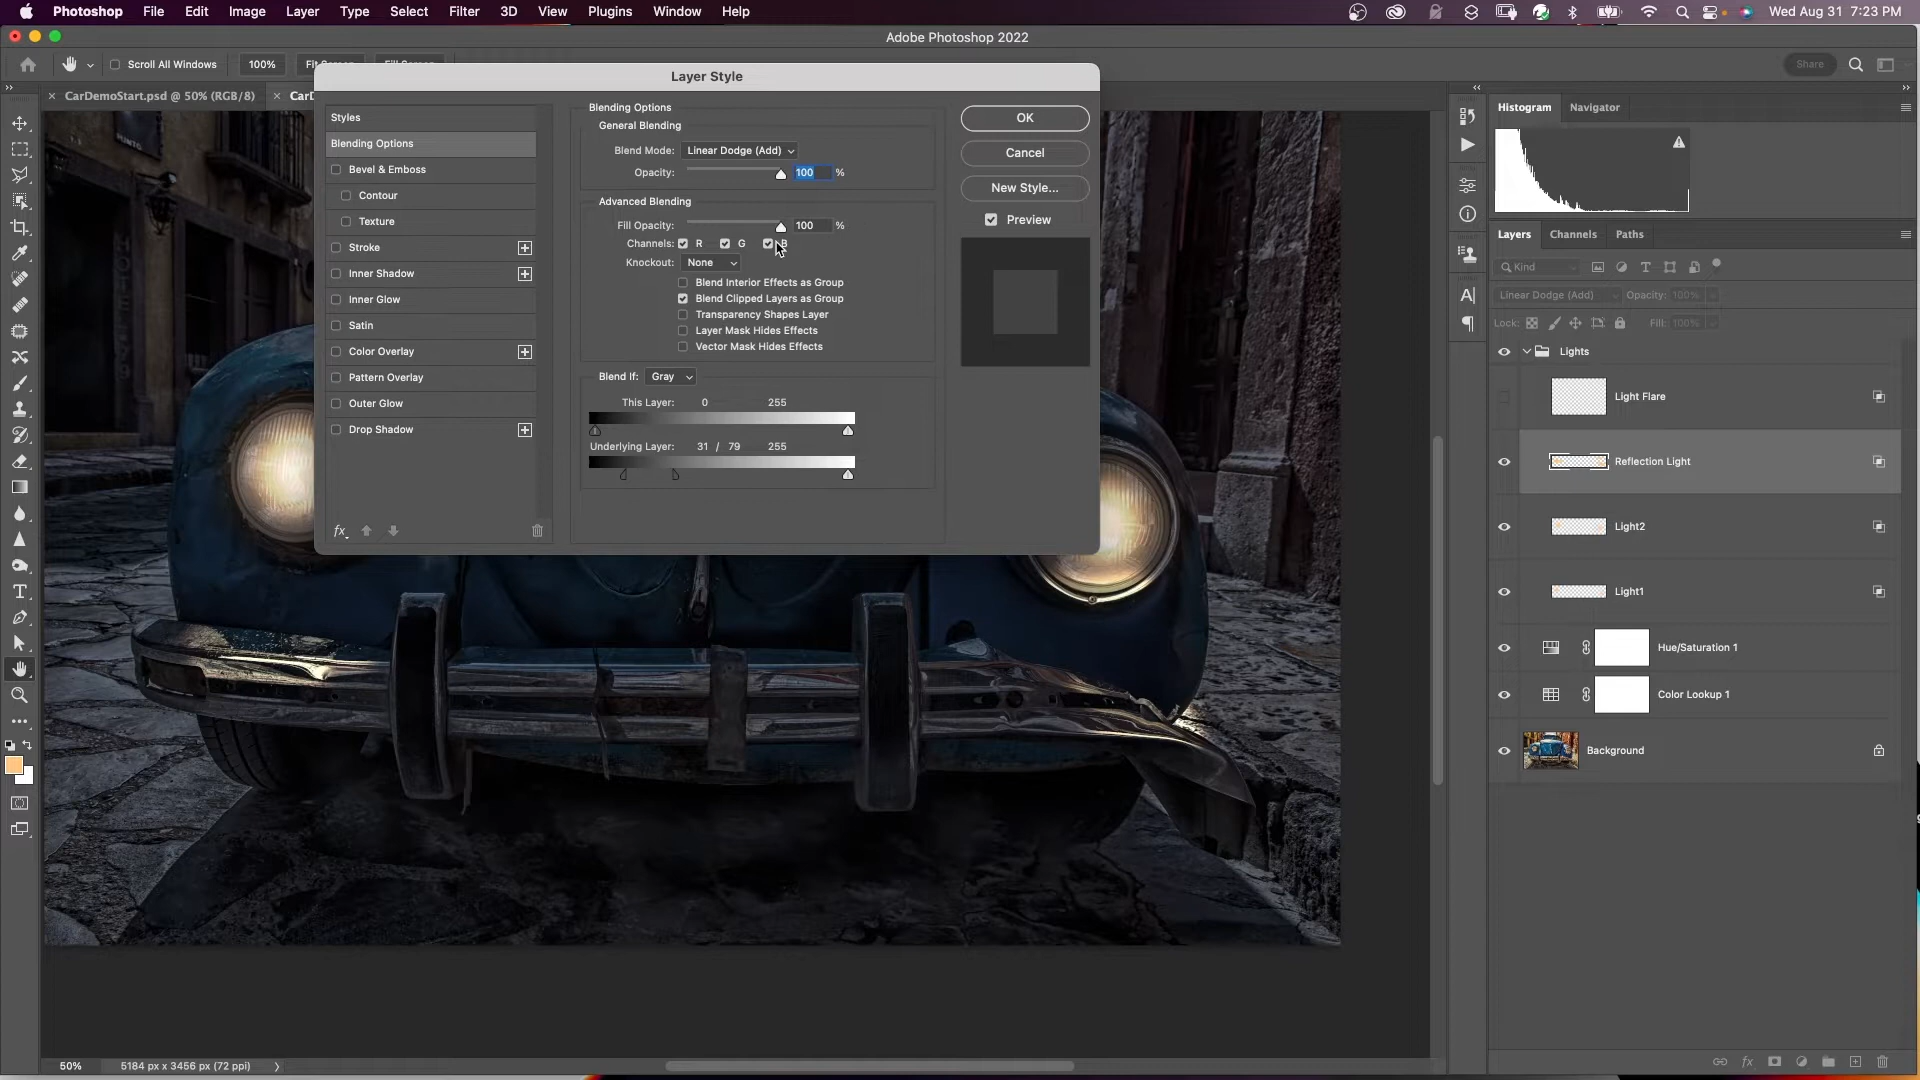 Photoshop File Edit Image Layer Type Select Filter 3D View Plugins Window Help Wed Aug 31 7:23 PM
Adobe Photoshop 2022
Scroll All Windows 100% Share
CarDemoStart.psd @ 50% (RGB/8)
Layer Style
Styles
Blending Options
Bevel & Emboss
Contour
Texture
Stroke
Inner Shadow
Inner Glow
Satin
Color Overlay
Pattern Overlay
Outer Glow
Drop Shadow
fx
Blending Options
General Blending
Blend Mode: Linear Dodge (Add)
Opacity: 100 %
Advanced Blending
Fill Opacity: 100 %
Channels: R G B
Knockout: None
Blend Interior Effects as Group
Blend Clipped Layers as Group
Transparency Shapes Layer
Layer Mask Hides Effects
Vector Mask Hides Effects
Blend If: Gray
This Layer: 0 255
Underlying Layer: 31 / 79 255
OK
Cancel
New Style...
Preview
Histogram Navigator
Layers Channels Paths
Kind
Linear Dodge (Add) Opacity: 100%
Lock: Fill: 100%
Lights
Light Flare
Reflection Light
Light2
Light1
Hue/Saturation 1
Color Lookup 1
Background
50% 5184 px x 3456 px (72 ppi)
fx